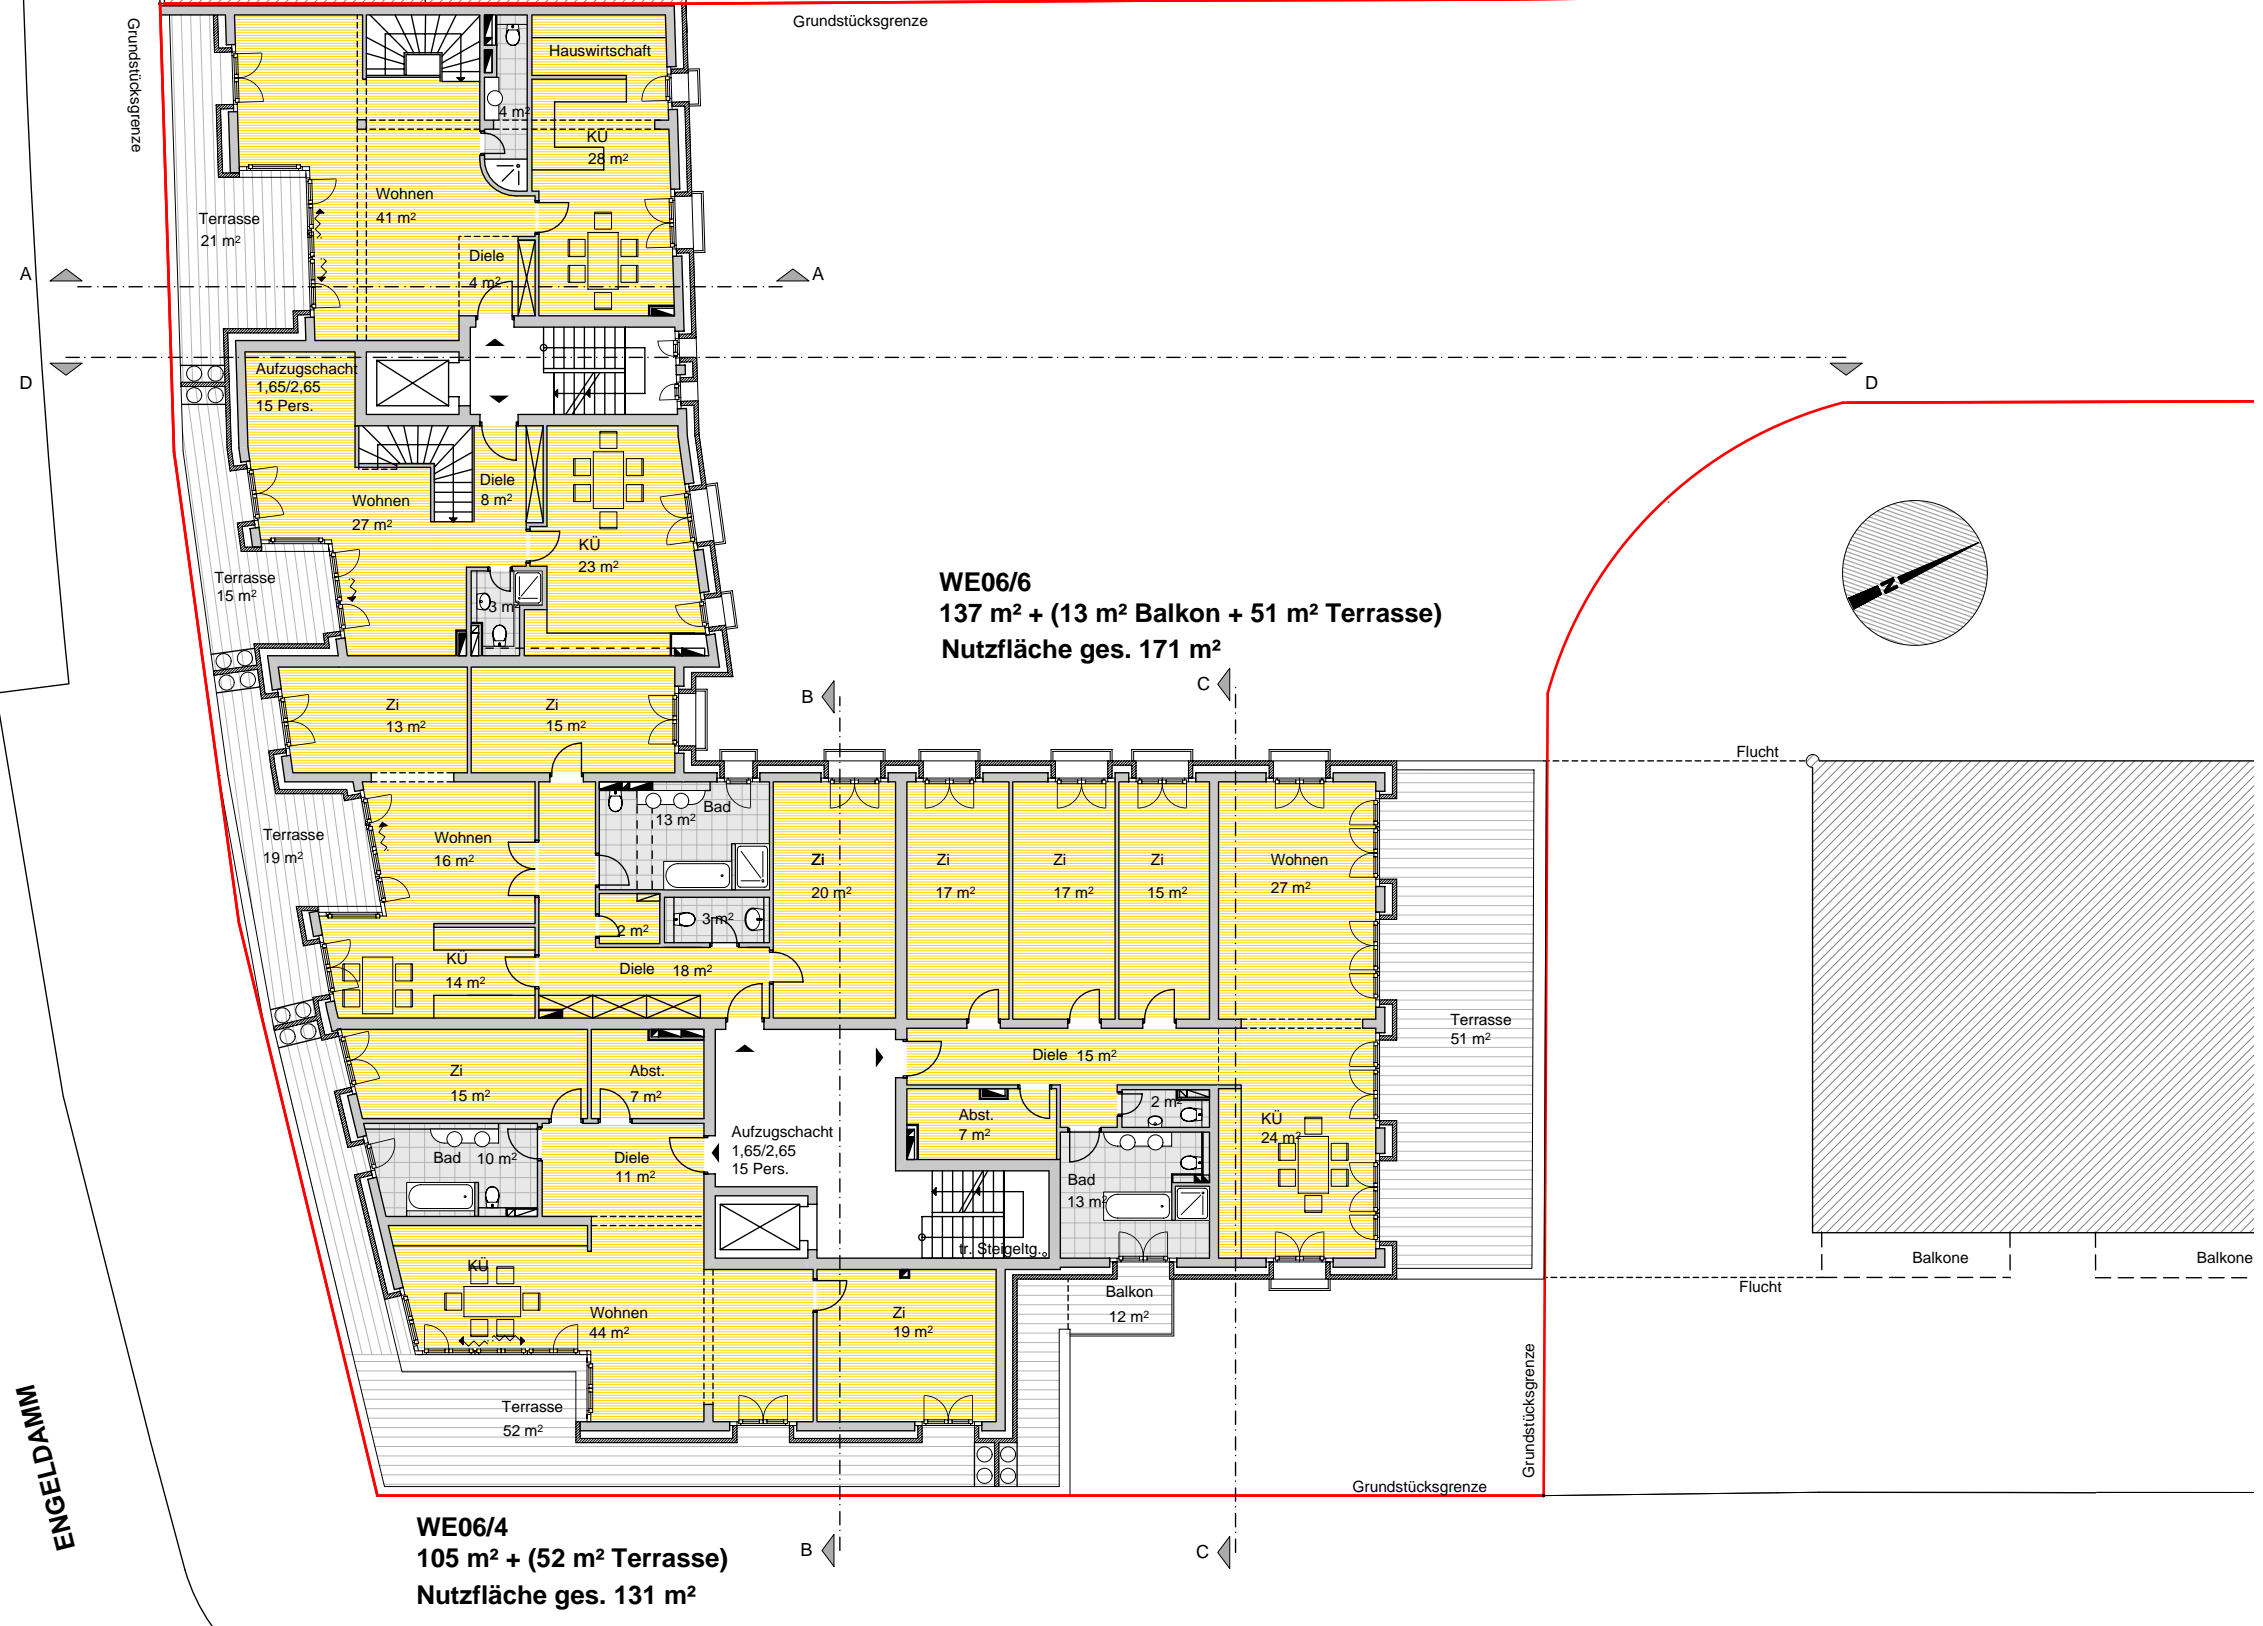 Grundstücksgrenze
Grundstücksgrenze
Hauswirtschaft
4 m²
KÜ
28 m²
Wohnen
41 m²
Terrasse
21 m²
Diele
4 m²
A
A
D
D
Aufzugschacht
1,65/2,65
15 Pers.
Diele
8 m²
Wohnen
27 m²
KÜ
23 m²
Terrasse
15 m²
3 m²
N
WE06/6
137 m² + (13 m² Balkon + 51 m² Terrasse)
Nutzfläche ges. 171 m²
Zi
13 m²
Zi
15 m²
B
C
Flucht
Bad
13 m²
Terrasse
19 m²
Wohnen
16 m²
Zi
20 m²
Zi
17 m²
Zi
17 m²
Zi
15 m²
Wohnen
27 m²
3 m²
2 m²
KÜ
14 m²
Diele 18 m²
Terrasse
51 m²
Diele 15 m²
Zi
15 m²
Abst.
7 m²
Abst.
7 m²
2 m²
KÜ
24 m²
Aufzugschacht
1,65/2,65
15 Pers.
Bad 10 m²
Diele
11 m²
Bad
13 m²
tr. Steigeltg.
KÜ
Wohnen
44 m²
Zi
19 m²
Balkon
12 m²
Balkone
Balkone
Flucht
Terrasse
52 m²
Grundstücksgrenze
Grundstücksgrenze
ENGELDAMM
WE06/4
105 m² + (52 m² Terrasse)
Nutzfläche ges. 131 m²
B
C